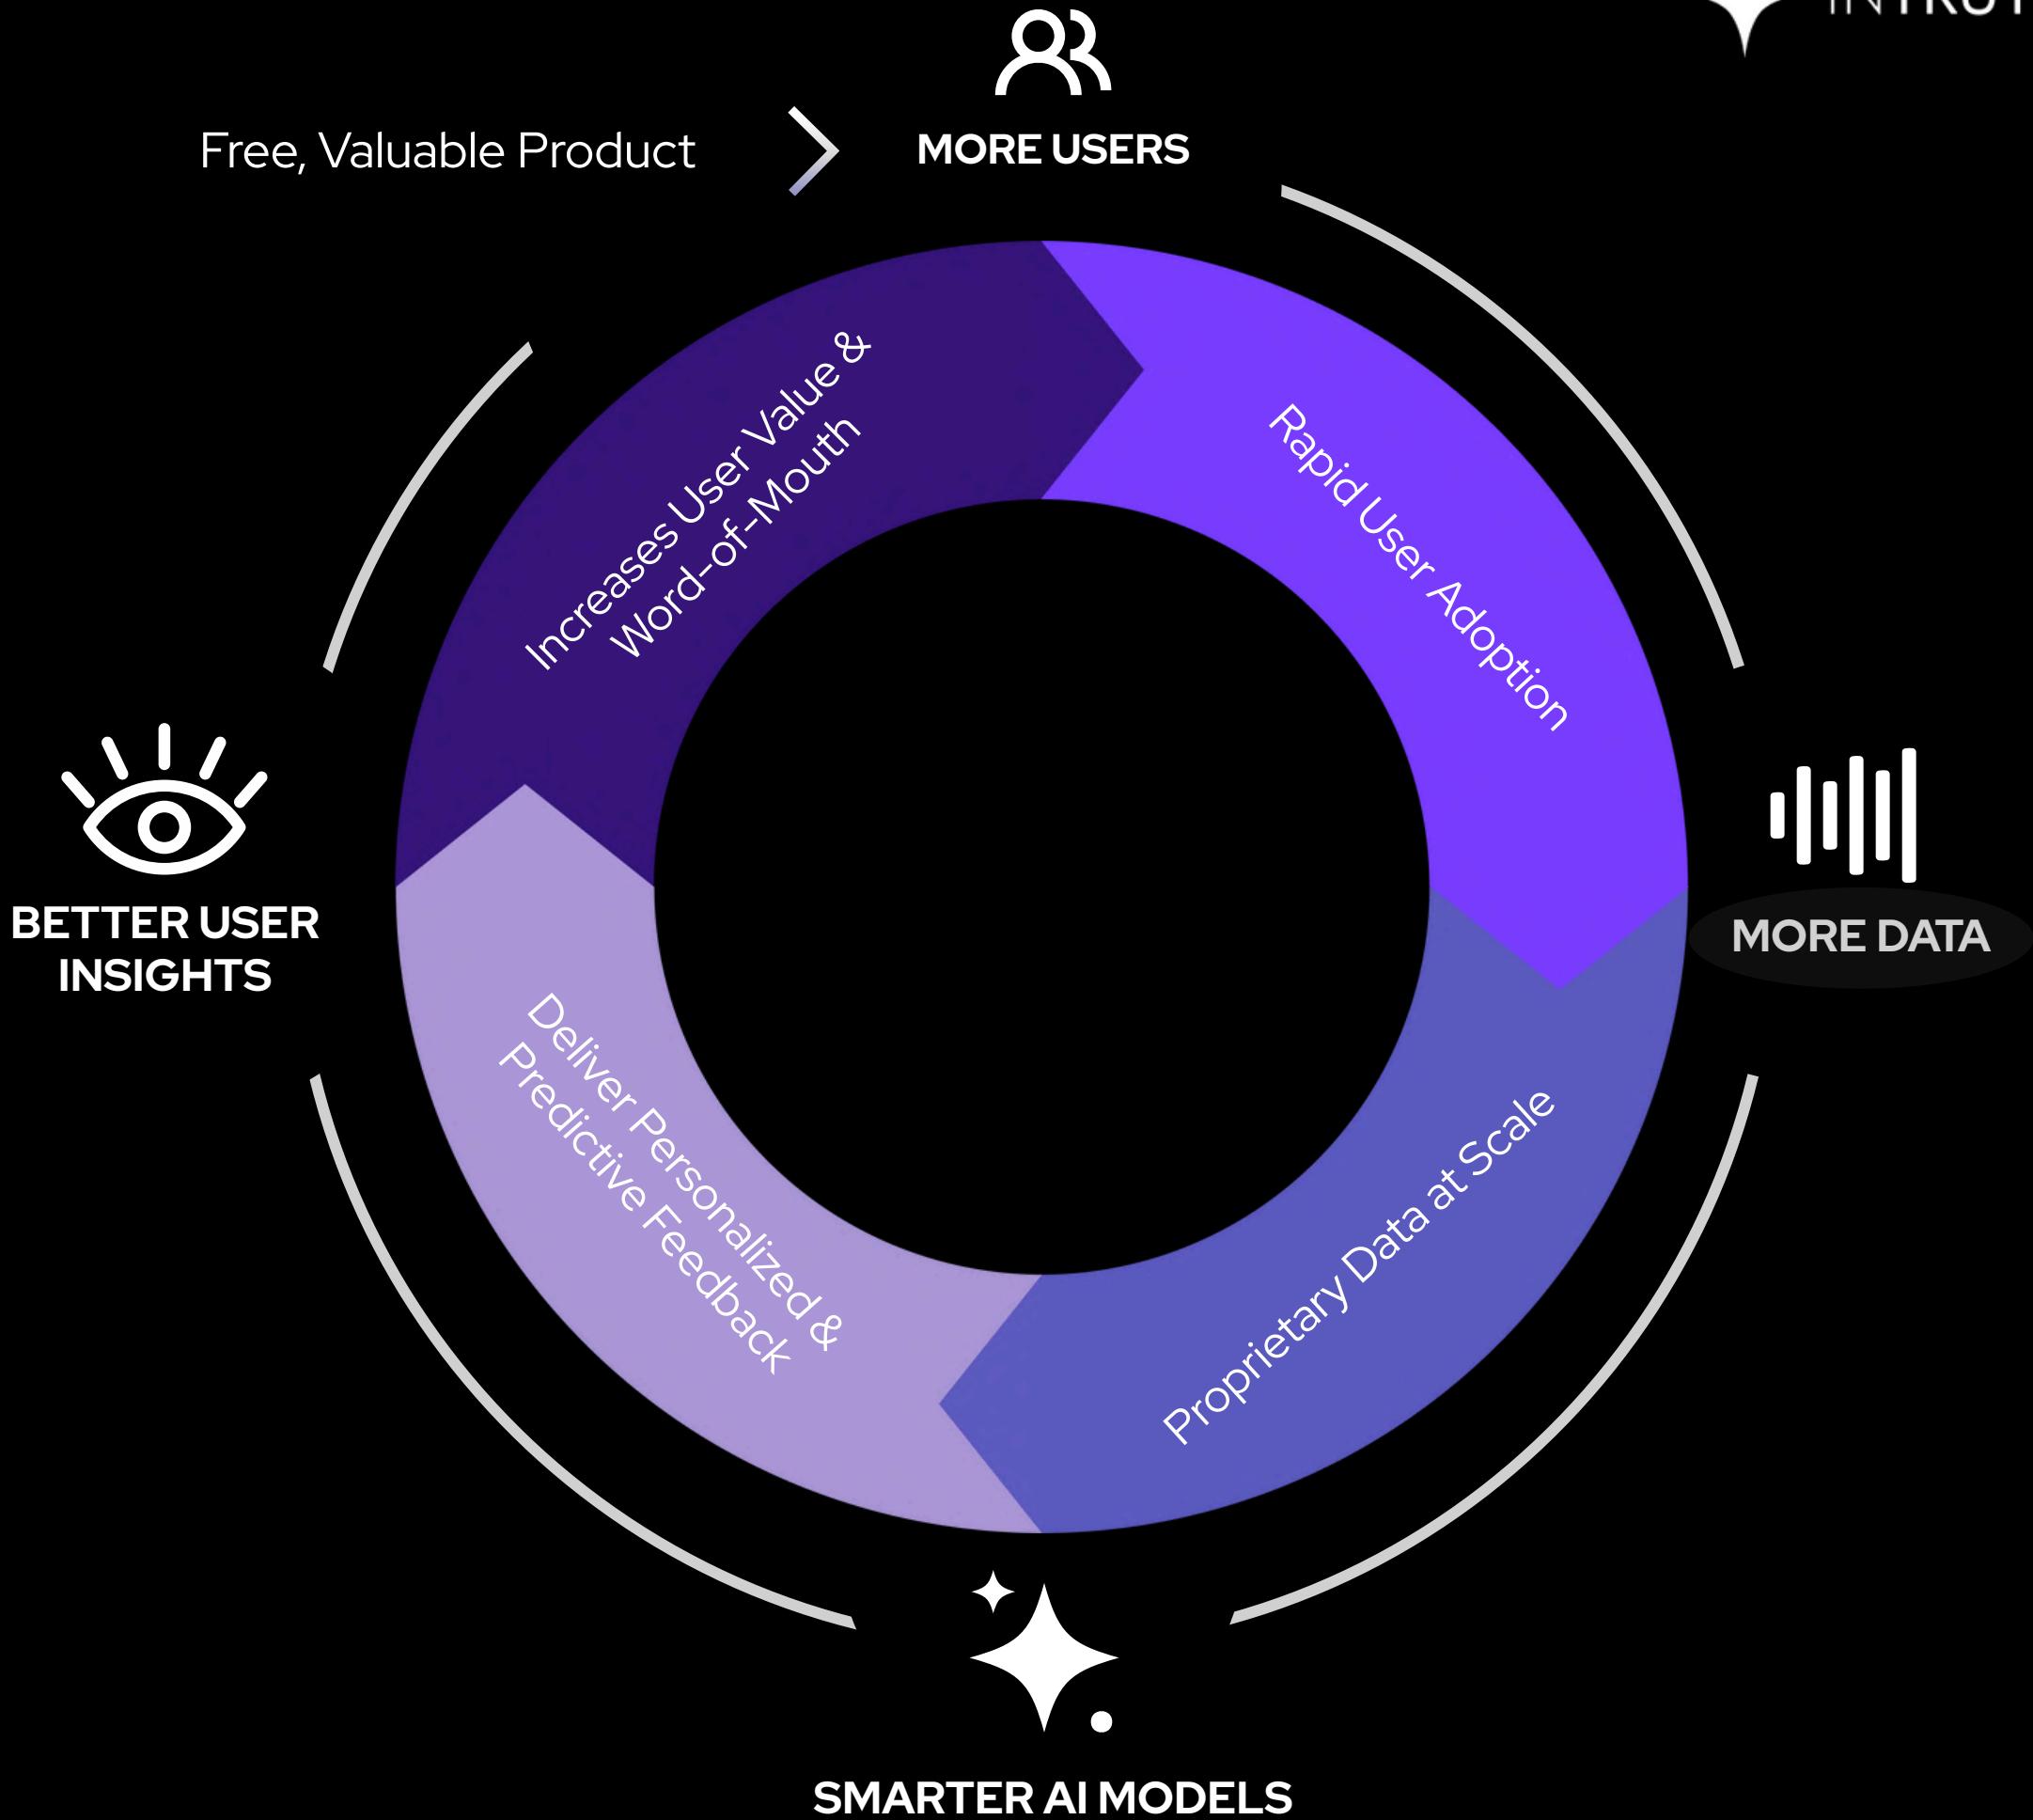 Free, Valuable Product
MORE USERS
Increases User Value &
Word-of-Mouth
Rapid User Adoption
BETTER USER
INSIGHTS
MORE DATA
Deliver Personalized &
Predictive Feedback
Proprietary Data at Scale
SMARTER AI MODELS